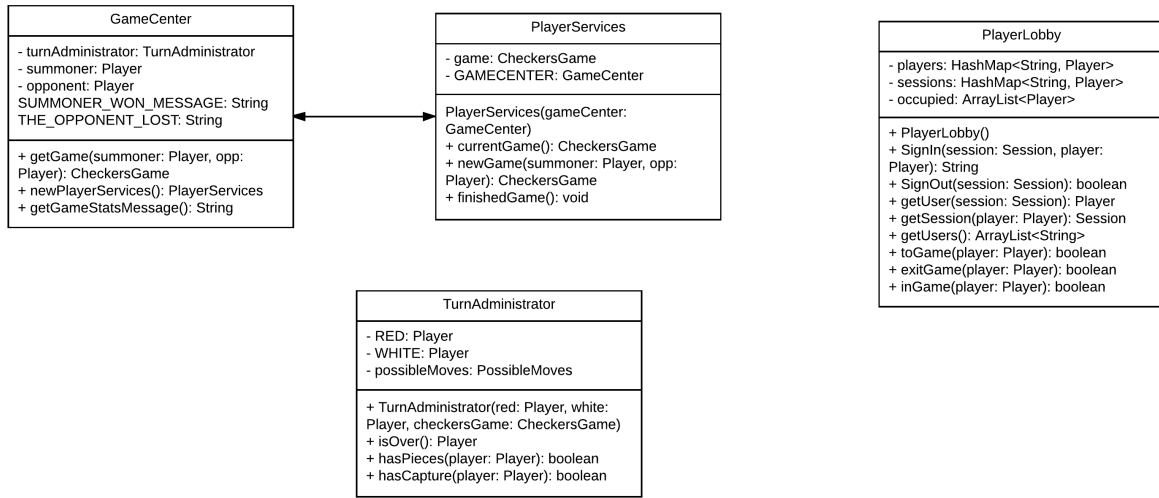 GameCenter
- turnAdministrator: TurnAdministrator
- summoner: Player
- opponent: Player
SUMMONER_WON_MESSAGE: String
THE_OPPONENT_LOST: String
+ getGame(summoner: Player, opp:
Player): CheckersGame
+ newPlayerServices(): PlayerServices
+ getGameStatsMessage(): String
PlayerServices
- game: CheckersGame
- GAMECENTER: GameCenter
PlayerServices(gameCenter:
GameCenter)
+ currentGame(): CheckersGame
+ newGame(summoner: Player, opp:
Player): CheckersGame
+ finishedGame(): void
PlayerLobby
- players: HashMap<String, Player>
- sessions: HashMap<String, Player>
- occupied: ArrayList<Player>
+ PlayerLobby()
+ SignIn(session: Session, player:
Player): String
+ SignOut(session: Session): boolean
+ getUser(session: Session): Player
+ getSession(player: Player): Session
+ getUsers(): ArrayList<String>
+ toGame(player: Player): boolean
+ exitGame(player: Player): boolean
+ inGame(player: Player): boolean
TurnAdministrator
- RED: Player
- WHITE: Player
- possibleMoves: PossibleMoves
+ TurnAdministrator(red: Player, white:
Player, checkersGame: CheckersGame)
+ isOver(): Player
+ hasPieces(player: Player): boolean
+ hasCapture(player: Player): boolean